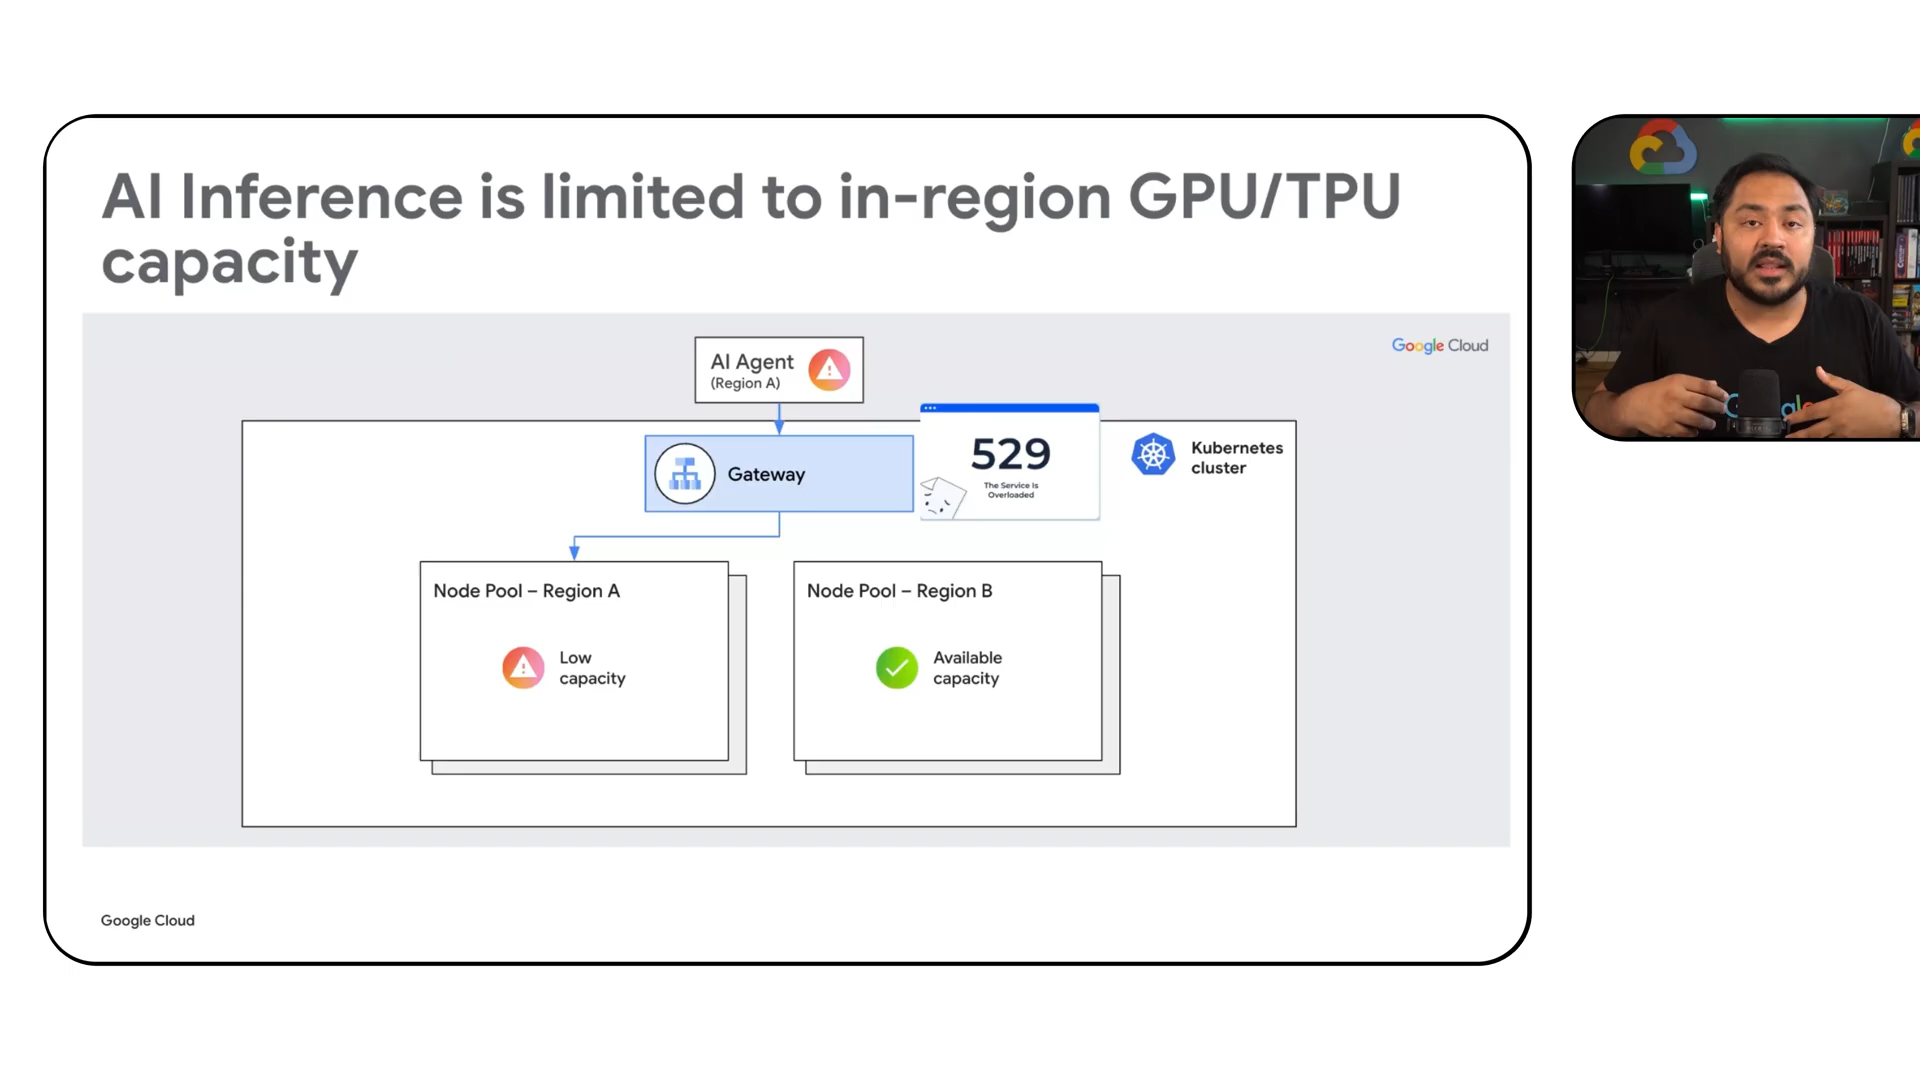 AI Inference is limited to in-region GPU/TPU
capacity
Google Cloud
AI Agent
(Region A)
529
The Service Is
Overloaded
Kubernetes
cluster
Gateway
Node Pool – Region A
Low
capacity
Node Pool – Region B
Available
capacity
Google Cloud